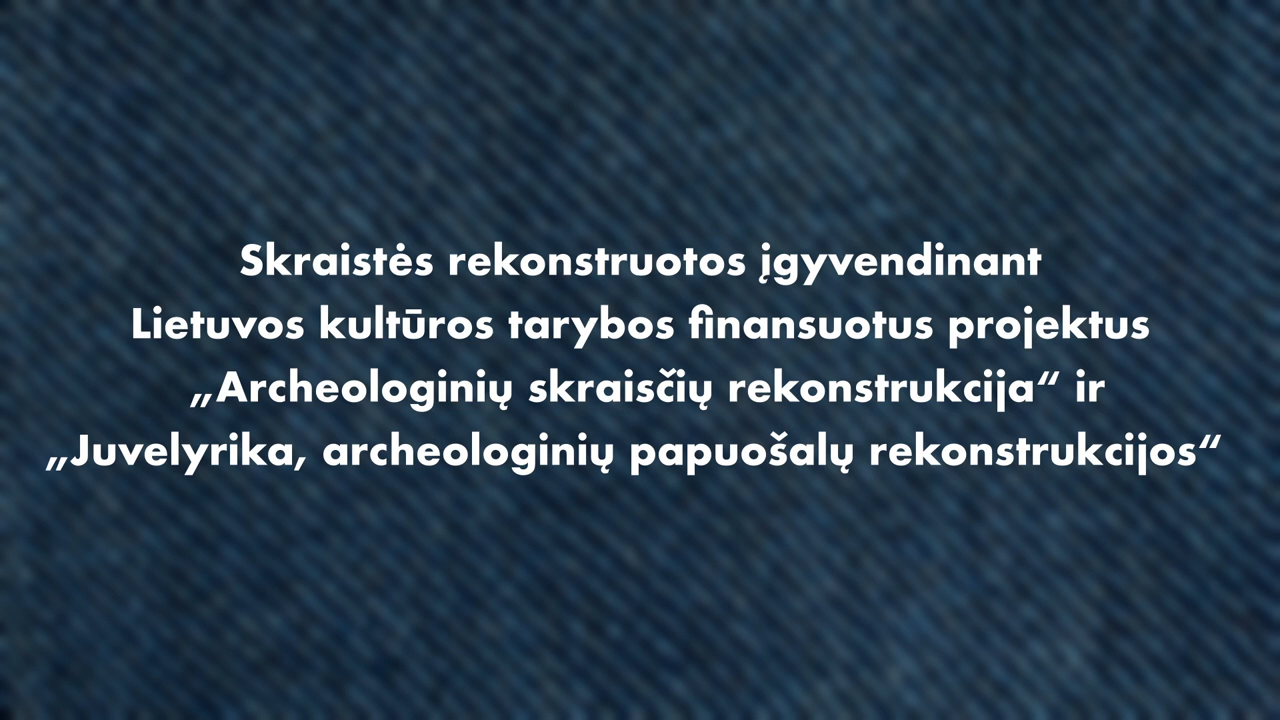 Skraistės rekonstruotos įgyvendinant
Lietuvos kultūros tarybos finansuotus projektus
„Archeologinių skraisčių rekonstrukcija“ ir
„Juvelyrika, archeologinių papuošalų rekonstrukcijos“